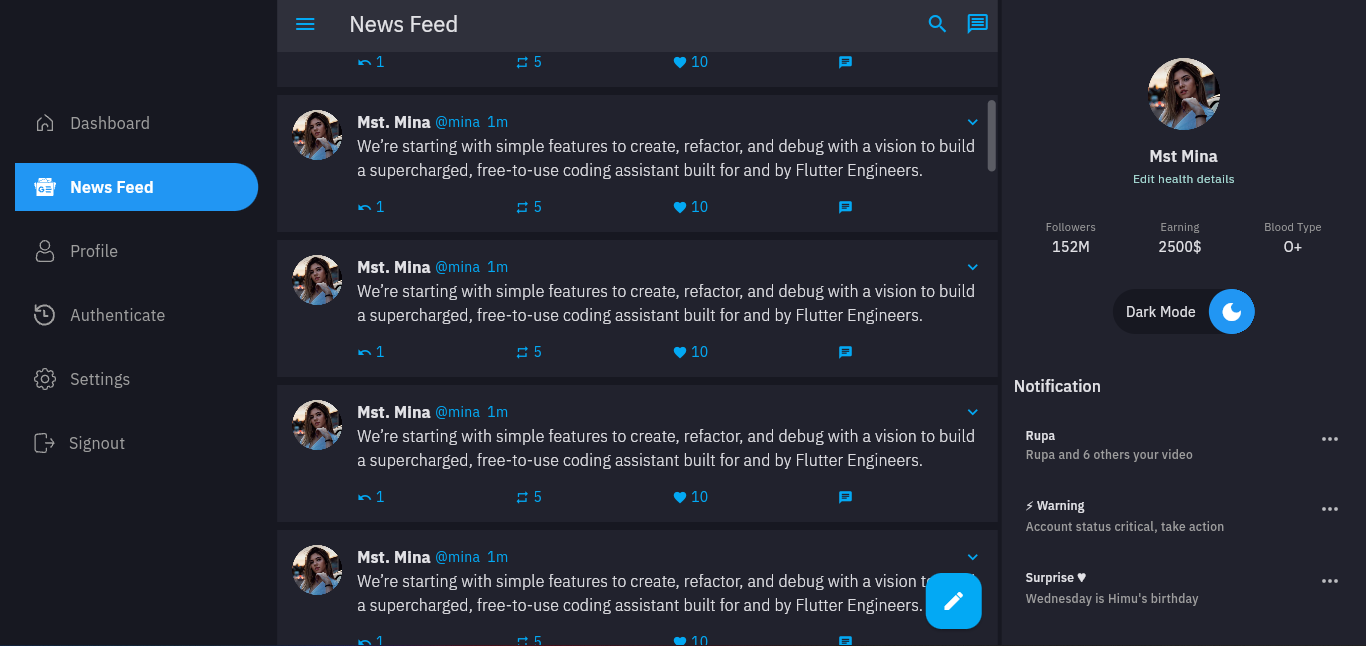 Dashboard
News Feed
Profile
Authenticate
Settings
Signout
News Feed
1 5 10
Mst. Mina @mina 1m
We're starting with simple features to create, refactor, and debug with a vision to build
a supercharged, free-to-use coding assistant built for and by Flutter Engineers.
1 5 10
Mst. Mina @mina 1m
We're starting with simple features to create, refactor, and debug with a vision to build
a supercharged, free-to-use coding assistant built for and by Flutter Engineers.
1 5 10
Mst. Mina @mina 1m
We're starting with simple features to create, refactor, and debug with a vision to build
a supercharged, free-to-use coding assistant built for and by Flutter Engineers.
1 5 10
Mst. Mina @mina 1m
We're starting with simple features to create, refactor, and debug with a vision
a supercharged, free-to-use coding assistant built for and by Flutter Engineers.
1 5 10
Mst Mina
Edit health details
Followers Earning Blood Type
152M 2500$ O+
Dark Mode
Notification
Rupa
Rupa and 6 others your video
⚡ Warning
Account status critical, take action
Surprise ♥
Wednesday is Himu's birthday